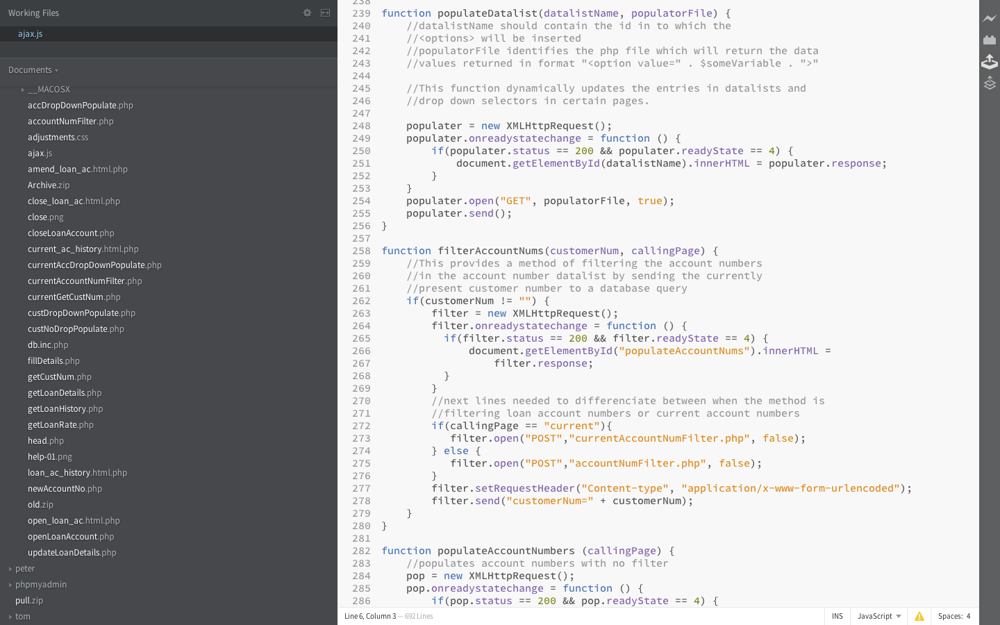 Working Files
ajax.js
Documents
__MACOSX
accDropDownPopulate.php
accountNumFilter.php
adjustments.css
ajax.js
amend_loan_ac.html.php
Archive.zip
close_loan_ac.html.php
close.png
closeLoanAccount.php
current_ac_history.html.php
currentAccDropDownPopulate.php
currentAccountNumFilter.php
currentGetCustNum.php
custDropDownPopulate.php
custNoDropPopulate.php
db.inc.php
fillDetails.php
getCustNum.php
getLoanDetails.php
getLoanHistory.php
getLoanRate.php
head.php
help-01.png
loan_ac_history.html.php
newAccountNo.php
old.zip
open_loan_ac.html.php
openLoanAccount.php
updateLoanDetails.php
peter
phpmyadmin
pull.zip
tom
238
239 function populateDatalist(datalistName, populatorFile) {
240     //datalistName should contain the id in to which the
241     //<options> will be inserted
242     //populatorFile identifies the php file which will return the data
243     //values returned in format "<option value=" . $someVariable . ">"
244
245     //This function dynamically updates the entries in datalists and
246     //drop down selectors in certain pages.
247
248     populater = new XMLHttpRequest();
249     populater.onreadystatechange = function () {
250         if(populater.status == 200 && populater.readyState == 4) {
251             document.getElementById(datalistName).innerHTML = populater.response;
252         }
253     }
254     populater.open("GET", populatorFile, true);
255     populater.send();
256 }
257
258 function filterAccountNums(customerNum, callingPage) {
259     //This provides a method of filtering the account numbers
260     //in the account number datalist by sending the currently
261     //present customer number to a database query
262     if(customerNum != "") {
263         filter = new XMLHttpRequest();
264         filter.onreadystatechange = function () {
265           if(filter.status == 200 && filter.readyState == 4) {
266               document.getElementById("populateAccountNums").innerHTML =
267                   filter.response;
268           }
269         }
270         //next lines needed to differenciate between when the method is
271         //filtering loan account numbers or current account numbers
272         if(callingPage == "current"){
273            filter.open("POST","currentAccountNumFilter.php", false);
274         } else {
275            filter.open("POST","accountNumFilter.php", false);
276         }
277         filter.setRequestHeader("Content-type", "application/x-www-form-urlencoded");
278         filter.send("customerNum=" + customerNum);
279     }
280 }
281
282 function populateAccountNumbers (callingPage) {
283     //populates account numbers with no filter
284     pop = new XMLHttpRequest();
285     pop.onreadystatechange = function () {
286         if(pop.status == 200 && pop.readyState == 4) {
Line 6, Column 3 — 692 Lines
INS
JavaScript
Spaces: 4